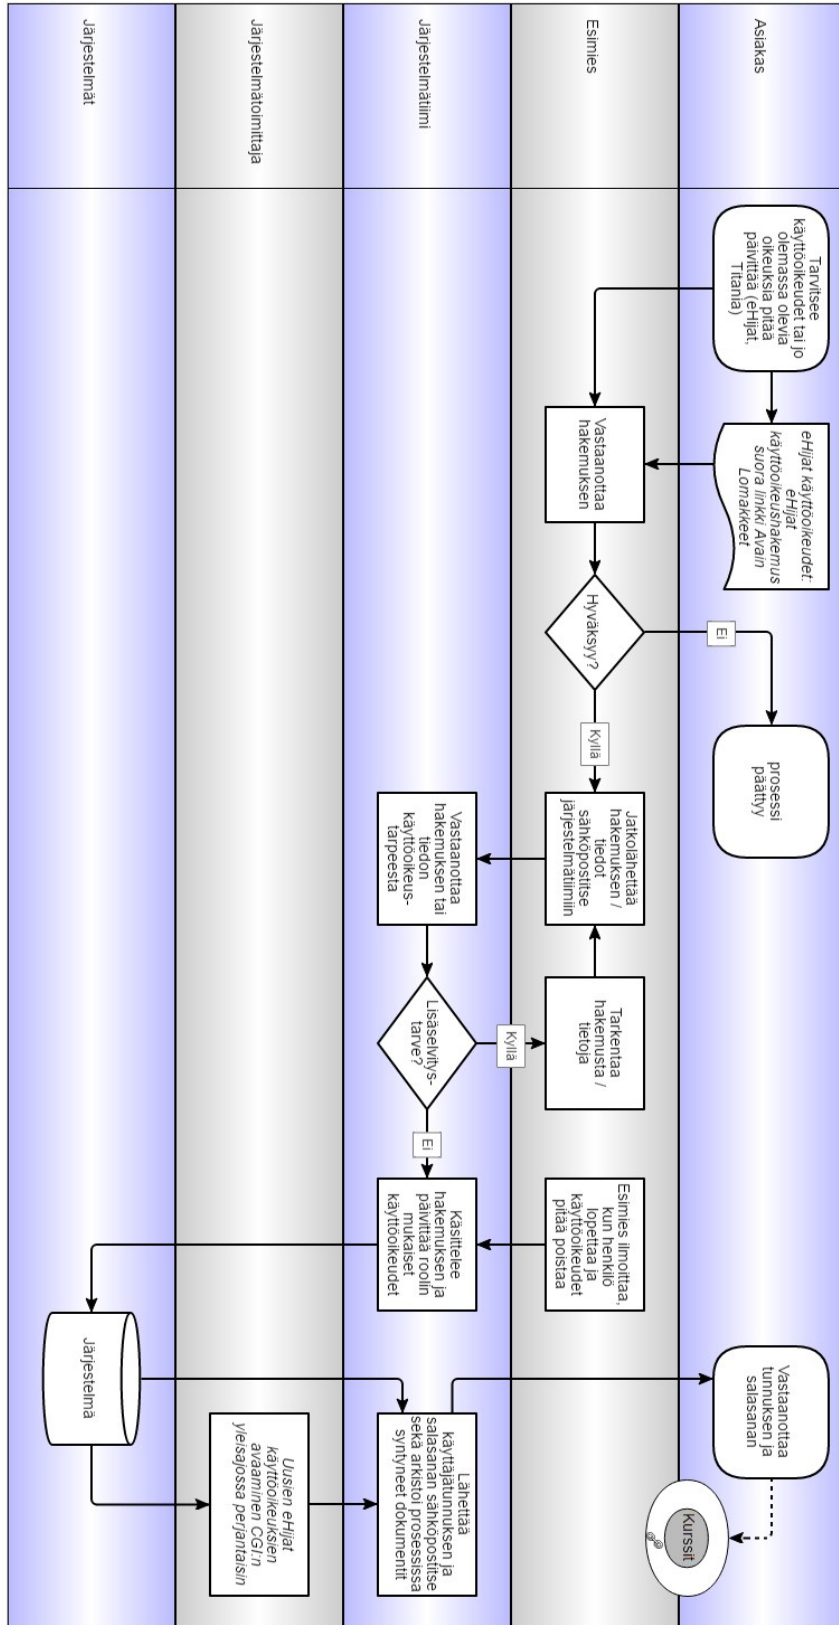 Asiakas
Tarvitsee
käyttöoikeudet tai jo
olemassa olevia
oikeuksia pitää
päivittää (eHijat,
Titania)
eHijat käyttöoikeudet:
eHijat
käyttöoikeushakemus
suora linkki Avain
Lomakkeet
prosessi
päättyy
Vastaanottaa
tunnuksen ja
salasanan
Kurssit
Esimies
Vastaanottaa
hakemuksen
Hyväksyy?
Ei
Kyllä
Jatkolähettää
hakemuksen /
tiedot
sähköpostitse
järjestelmätiimiin
Tarkentaa
hakemusta /
tietoja
Esimies ilmoittaa,
kun henkilö
lopettaa ja
käyttöoikeudet
pitää poistaa
Järjestelmätiimi
Vastaanottaa
hakemuksen tai
tiedon
käyttöoikeus-
tarpeesta
Lisäselvitys-
tarve?
Kyllä
Ei
Käsittelee
hakemuksen ja
päivittää roolin
mukaiset
käyttöoikeudet
Lähettää
käyttäjätunnuksen ja
salasanan sähköpostitse
sekä arkistoi prosessissa
syntyneet dokumentit
Järjestelmätoimittaja
Uusien eHijat
käyttöoikeuksien
avaaminen CGI:n
yleisajossa perjantaisin
Järjestelmät
Järjestelmä